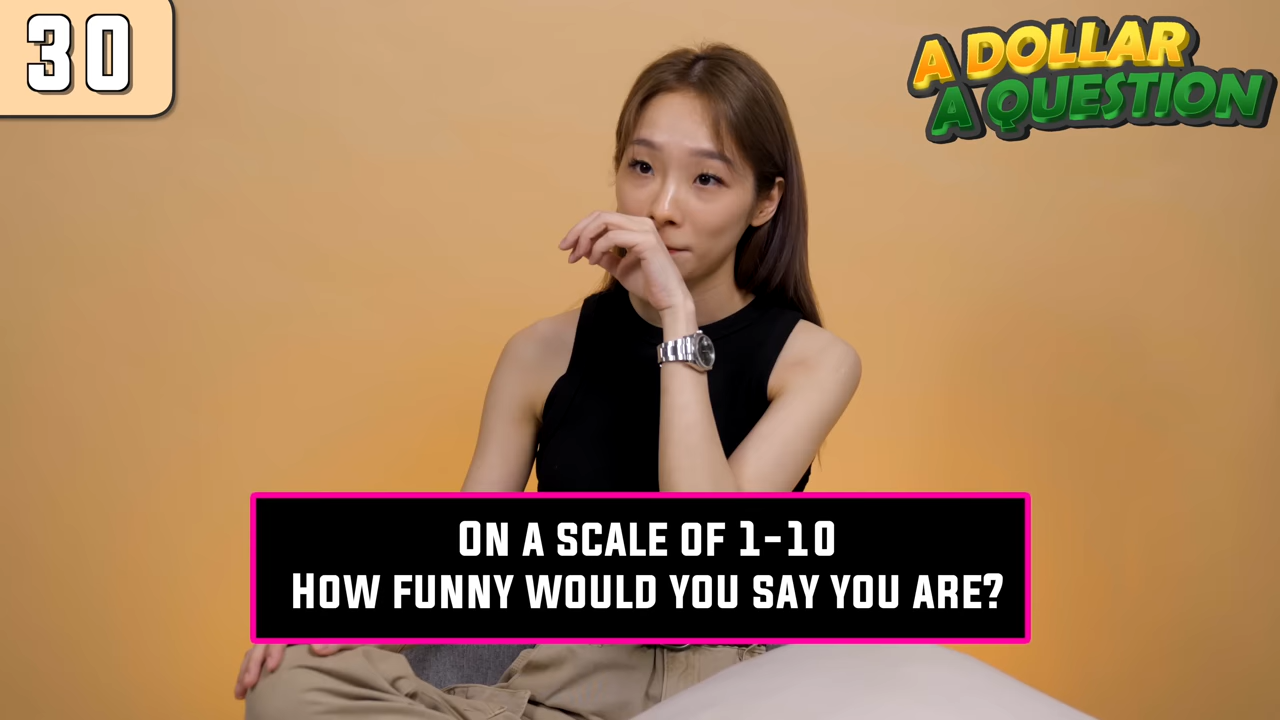 30
A DOLLAR
A QUESTION
ON A SCALE OF 1-10
HOW FUNNY WOULD YOU SAY YOU ARE?